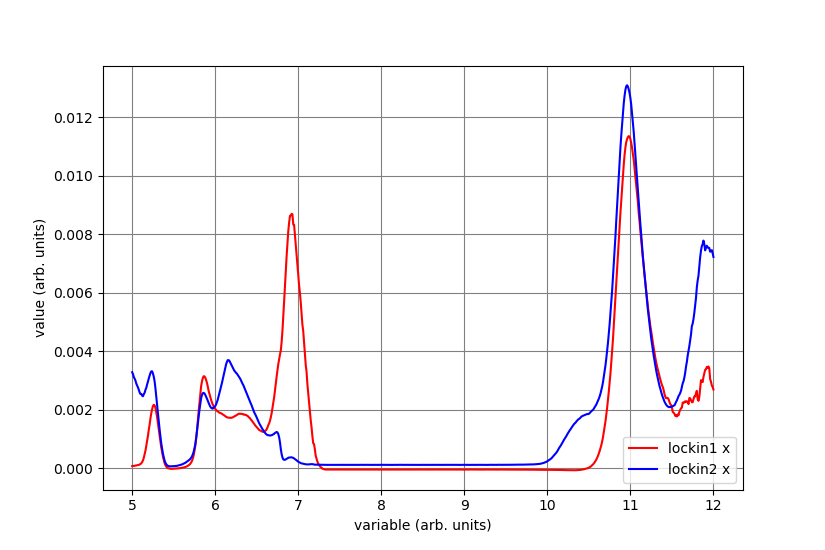 0.012
0.010
0.008
0.006
0.004
0.002
0.000
value (arb. units)
5 6 7 8 9 10 11 12
variable (arb. units)
lockin1 x
lockin2 x